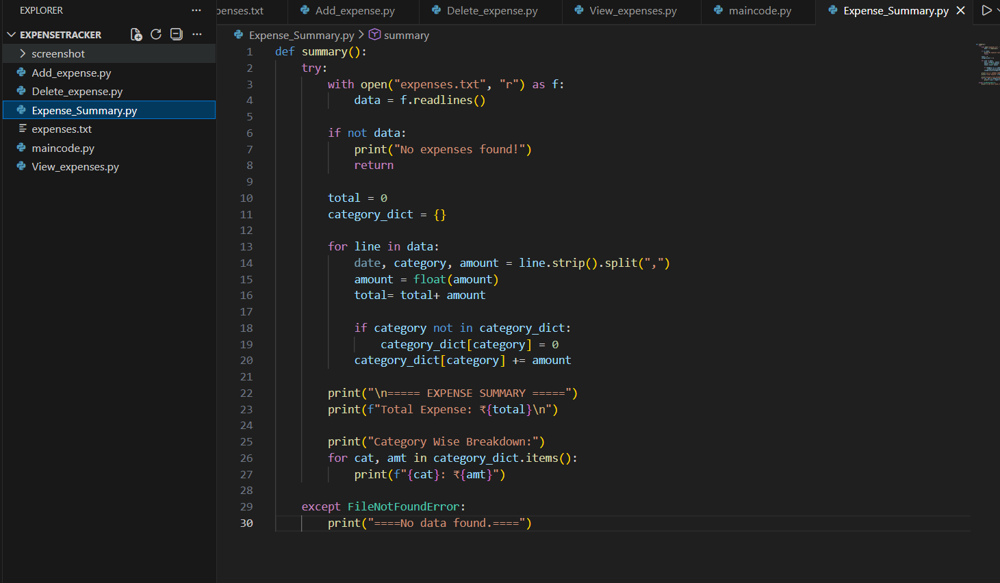 EXPLORER
EXPENSETRACKER
screenshot
Add_expense.py
Delete_expense.py
Expense_Summary.py
expenses.txt
maincode.py
View_expenses.py
penses.txt Add_expense.py Delete_expense.py View_expenses.py maincode.py Expense_Summary.py
Expense_Summary.py > summary
1 def summary():
2     try:
3         with open("expenses.txt", "r") as f:
4             data = f.readlines()
5
6         if not data:
7             print("No expenses found!")
8             return
9
10         total = 0
11         category_dict = {}
12
13         for line in data:
14             date, category, amount = line.strip().split(",")
15             amount = float(amount)
16             total= total+ amount
17
18             if category not in category_dict:
19                 category_dict[category] = 0
20             category_dict[category] += amount
21
22         print("\n===== EXPENSE SUMMARY =====")
23         print(f"Total Expense: ₹{total}\n")
24
25         print("Category Wise Breakdown:")
26         for cat, amt in category_dict.items():
27             print(f"{cat}: ₹{amt}")
28
29     except FileNotFoundError:
30         print("====No data found.====")